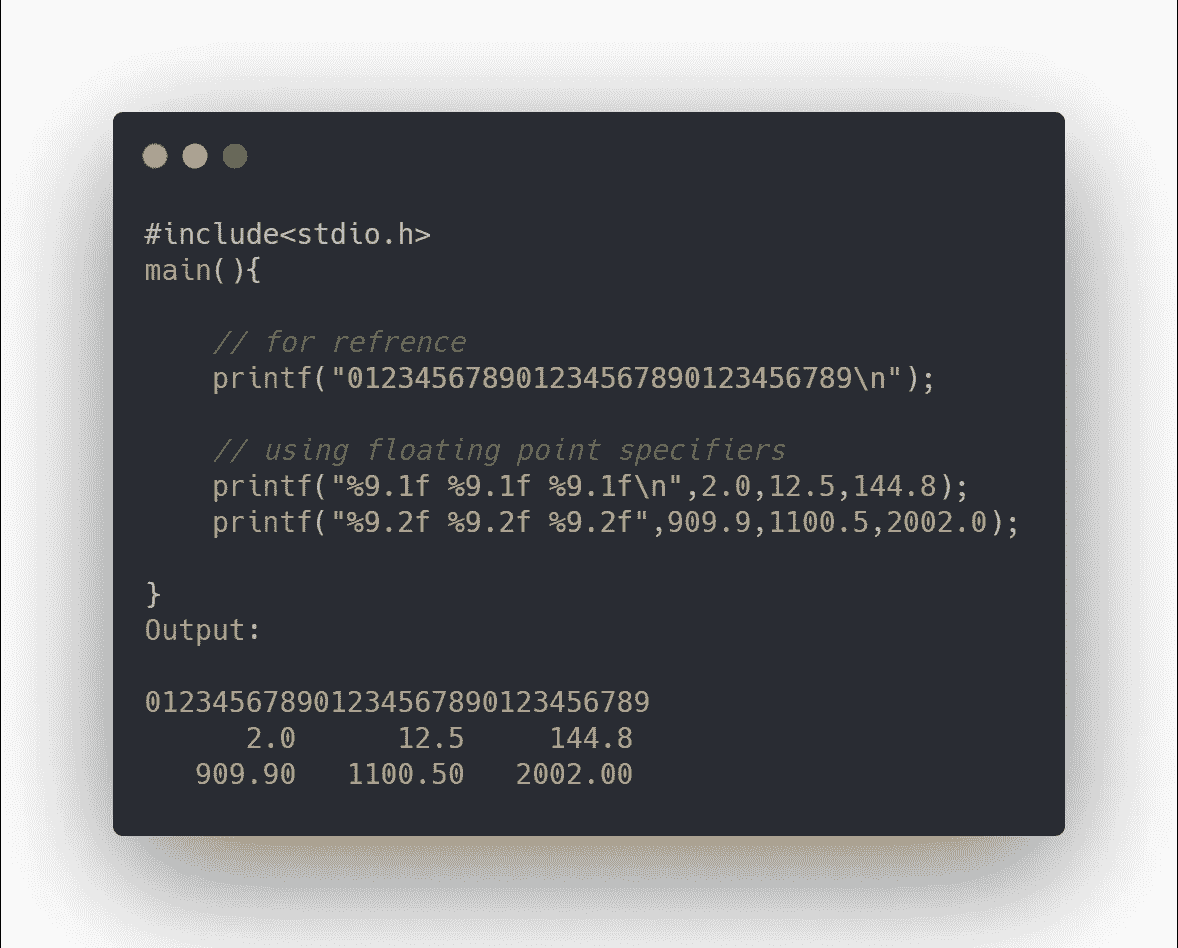 #include<stdio.h>
main(){
    // for refrence
    printf("012345678901234567890123456789\n");
    // using floating point specifiers
    printf("%9.1f %9.1f %9.1f\n",2.0,12.5,144.8);
    printf("%9.2f %9.2f %9.2f",909.9,1100.5,2002.0);
}
Output:
012345678901234567890123456789
      2.0      12.5     144.8
   909.90   1100.50   2002.00